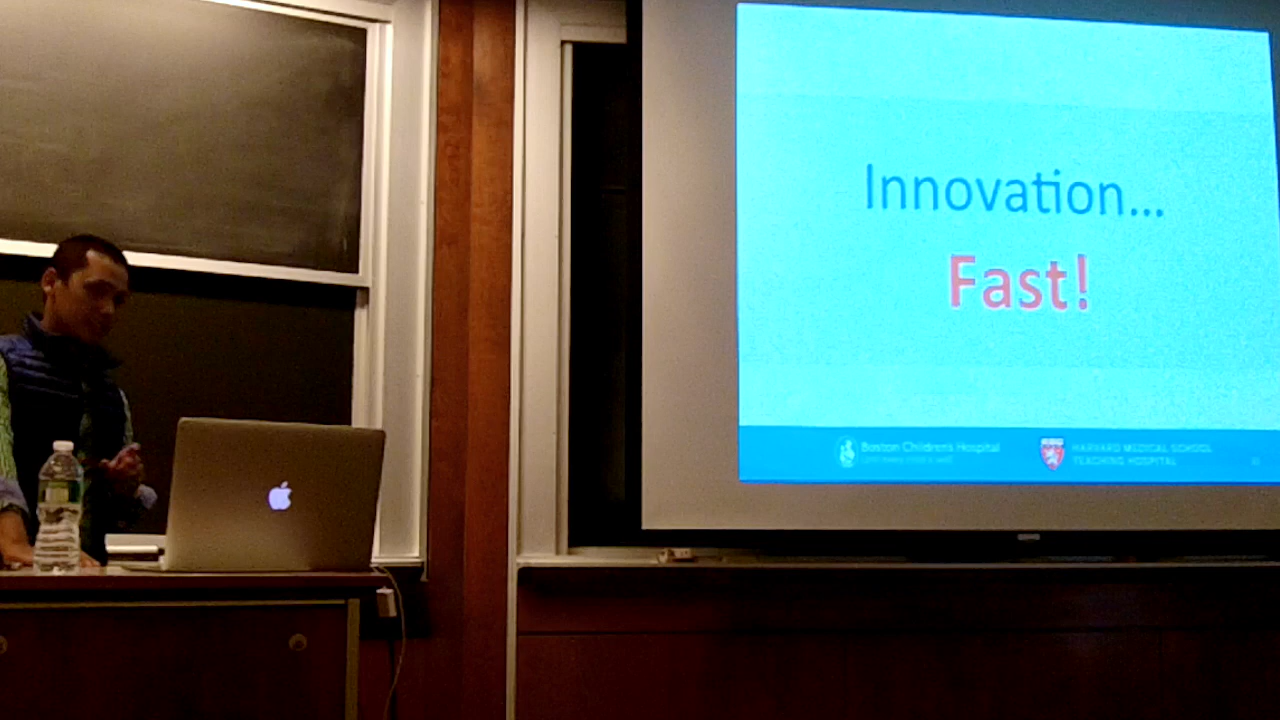 Innovation...
Fast!
Boston Children's Hospital
HARVARD MEDICAL SCHOOL
TEACHING HOSPITAL